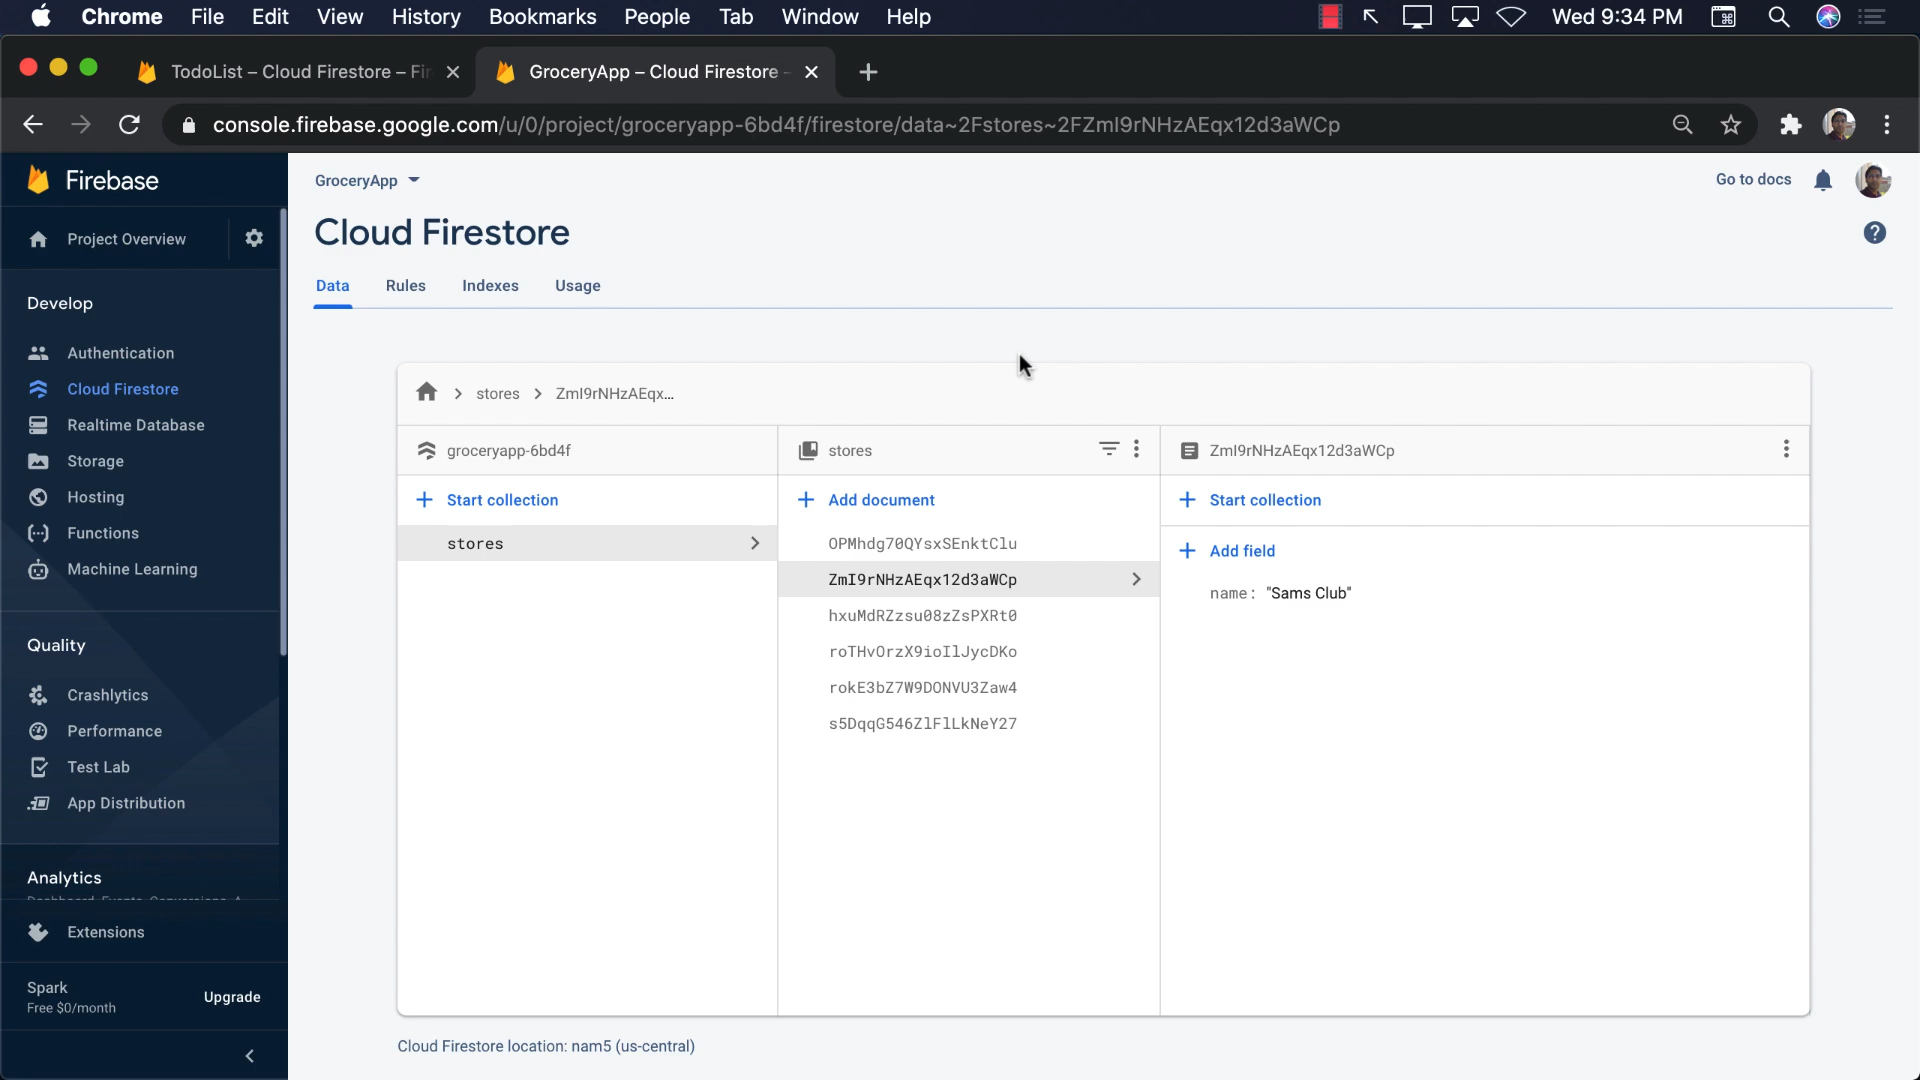 Chrome File Edit View History Bookmarks People Tab Window Help Wed 9:34 PM
TodoList – Cloud Firestore – Fir
GroceryApp – Cloud Firestore -
console.firebase.google.com/u/0/project/groceryapp-6bd4f/firestore/data~2Fstores~2FZmI9rNHzAEqx12d3aWCp
Firebase
Project Overview
Develop
Authentication
Cloud Firestore
Realtime Database
Storage
Hosting
Functions
Machine Learning
Quality
Crashlytics
Performance
Test Lab
App Distribution
Analytics
Extensions
Spark
Free $0/month
Upgrade
GroceryApp
Go to docs
Cloud Firestore
Data Rules Indexes Usage
stores ZmI9rNHzAEqx...
groceryapp-6bd4f
Start collection
stores
stores
Add document
OPMhdg70QYsxSEnktClu
ZmI9rNHzAEqx12d3aWCp
hxuMdRZzsu08zZsPXRt0
roTHvOrzX9ioIlJycDKo
rokE3bZ7W9DONVU3Zaw4
s5DqqG546ZlFlLkNeY27
ZmI9rNHzAEqx12d3aWCp
Start collection
Add field
name: "Sams Club"
Cloud Firestore location: nam5 (us-central)